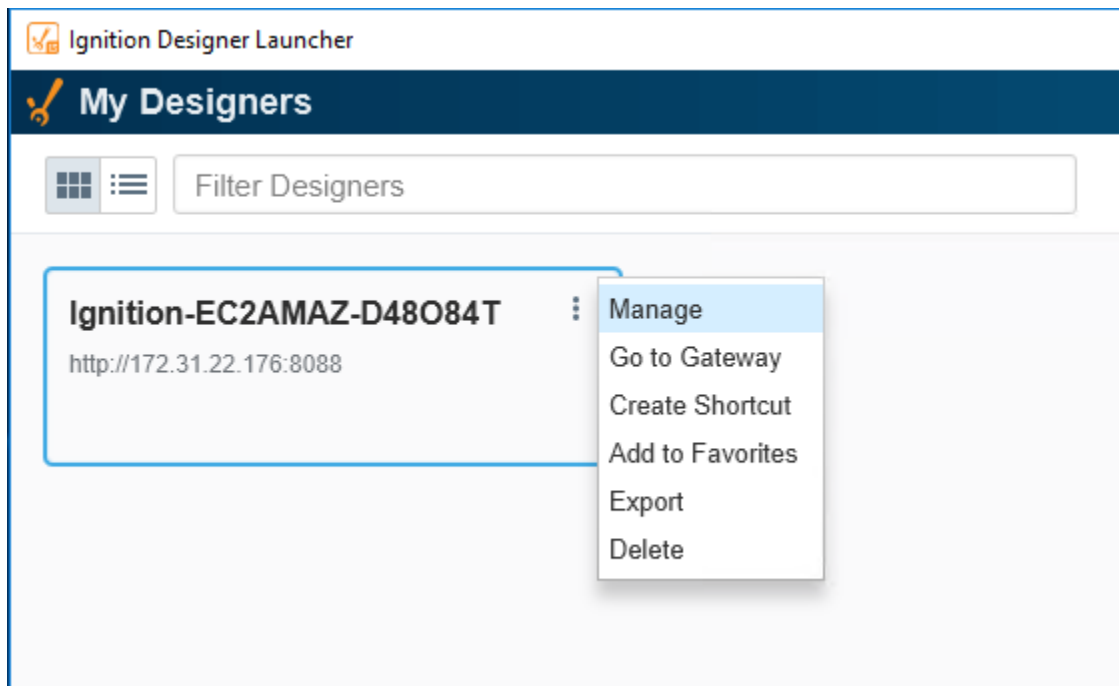 Ignition Designer Launcher
My Designers
Filter Designers
Ignition-EC2AMAZ-D48O84T
http://172.31.22.176:8088
Manage
Go to Gateway
Create Shortcut
Add to Favorites
Export
Delete